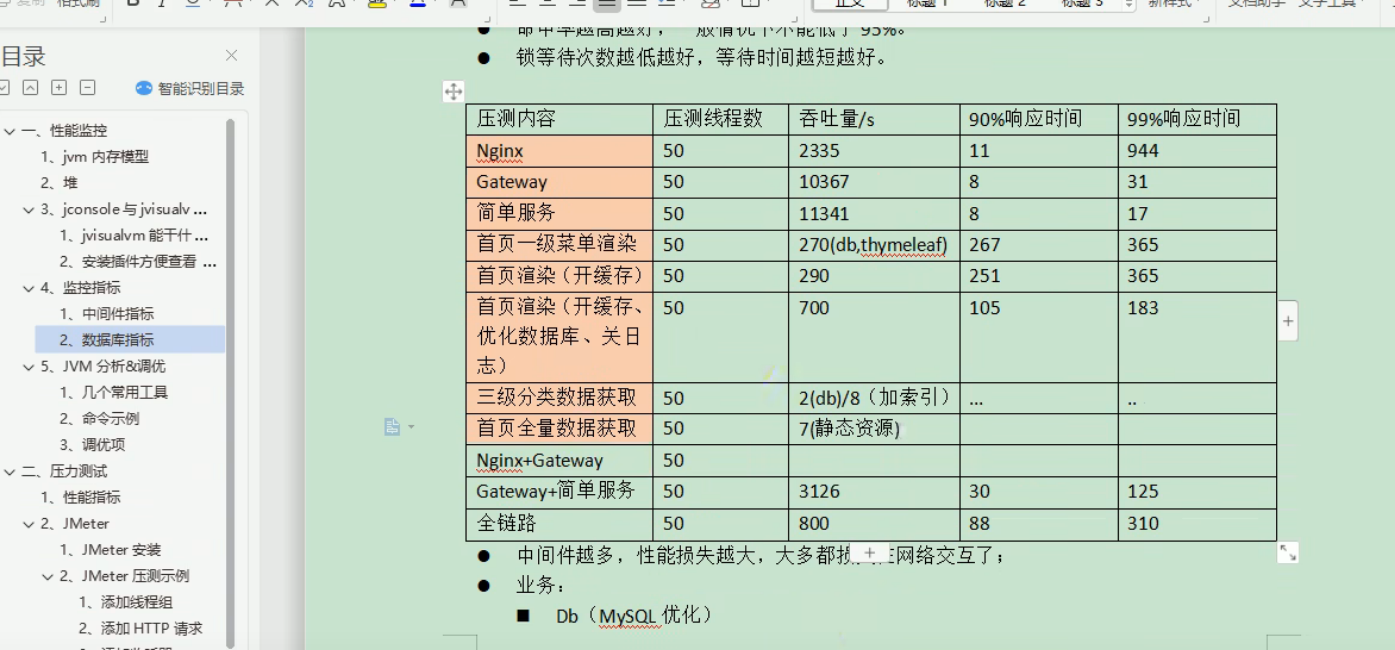 格式刷
目录
智能识别目录
一、性能监控
1、jvm 内存模型
2、堆
3、jconsole 与 jvisualv ...
1、jvisualvm 能干什 ...
2、安装插件方便查看 ...
4、监控指标
1、中间件指标
2、数据库指标
5、JVM 分析&调优
1、几个常用工具
2、命令示例
3、调优项
二、压力测试
1、性能指标
2、JMeter
1、JMeter 安装
2、JMeter 压测示例
1、添加线程组
2、添加 HTTP 请求
● 锁等待次数越低越好，等待时间越短越好。
压测内容 压测线程数 吞吐量/s 90%响应时间 99%响应时间
Nginx 50 2335 11 944
Gateway 50 10367 8 31
简单服务 50 11341 8 17
首页一级菜单渲染 50 270(db,thymeleaf) 267 365
首页渲染（开缓存） 50 290 251 365
首页渲染（开缓存、 50 700 105 183
优化数据库、关日
志）
三级分类数据获取 50 2(db)/8（加索引） ... ..
首页全量数据获取 50 7(静态资源)
Nginx+Gateway 50
Gateway+简单服务 50 3126 30 125
全链路 50 800 88 310
● 中间件越多，性能损失越大，大多都损 网络交互了；
● 业务：
■ Db（MySQL 优化）